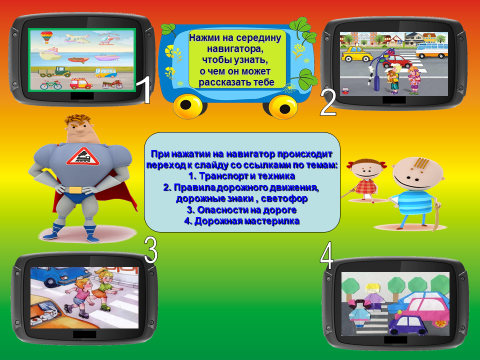 Нажми на середину
навигатора,
чтобы узнать,
о чем он может
рассказать тебе
1
2
При нажатии на навигатор происходит
переход к слайду со ссылками по темам:
1. Транспорт и техника
2. Правила дорожного движения,
дорожные знаки , светофор
3. Опасности на дороге
4. Дорожная мастерилка
3
4